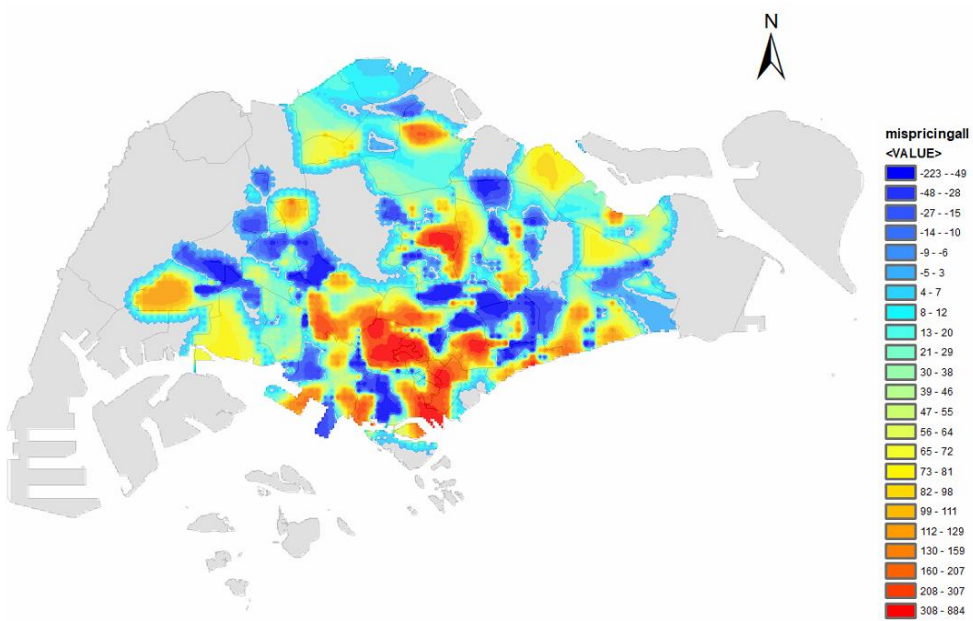 N
mispricingall
<VALUE>
-223 - -49
-48 - -28
-27 - -15
-14 - -10
-9 - -6
-5 - 3
4 - 7
8 - 12
13 - 20
21 - 29
30 - 38
39 - 46
47 - 55
56 - 64
65 - 72
73 - 81
82 - 98
99 - 111
112 - 129
130 - 159
160 - 207
208 - 307
308 - 884